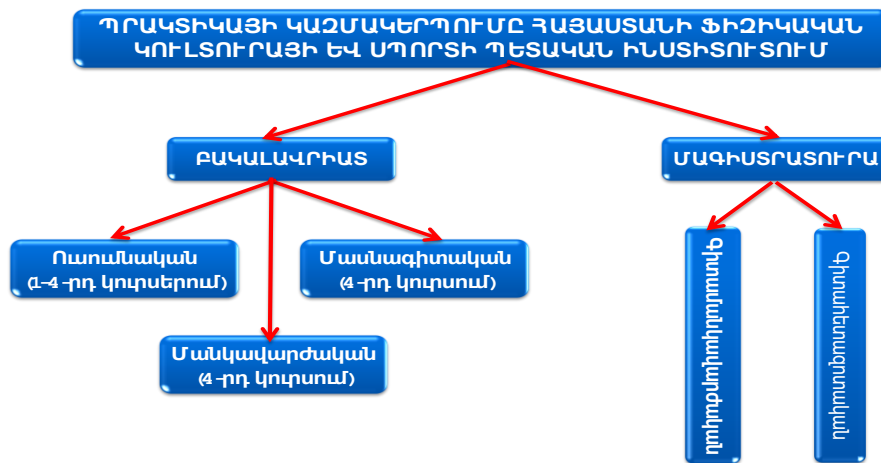 ՊՐԱԿՏԻԿԱՅԻ ԿԱԶՄԱԿԵՐՊՈՒՄԸ ՀԱՅԱՍՏԱՆԻ ՖԻԶԻԿԱԿԱՆ
ԿՈՒԼՏՈՒՐԱՅԻ ԵՎ ՍՊՈՐՏԻ ՊԵՏԱԿԱՆ ԻՆՍՏԻՏՈՒՏՈՒՄ
ԲԱԿԱԼԱՎՐԻԱՏ
ՄԱԳԻՍՏՐԱՏՈՒՐԱ
Ուսումնական
(1-4-րդ կուրսերում)
Մասնագիտական
(4-րդ կուրսում)
Մանկավարժական
(4-րդ կուրսում)